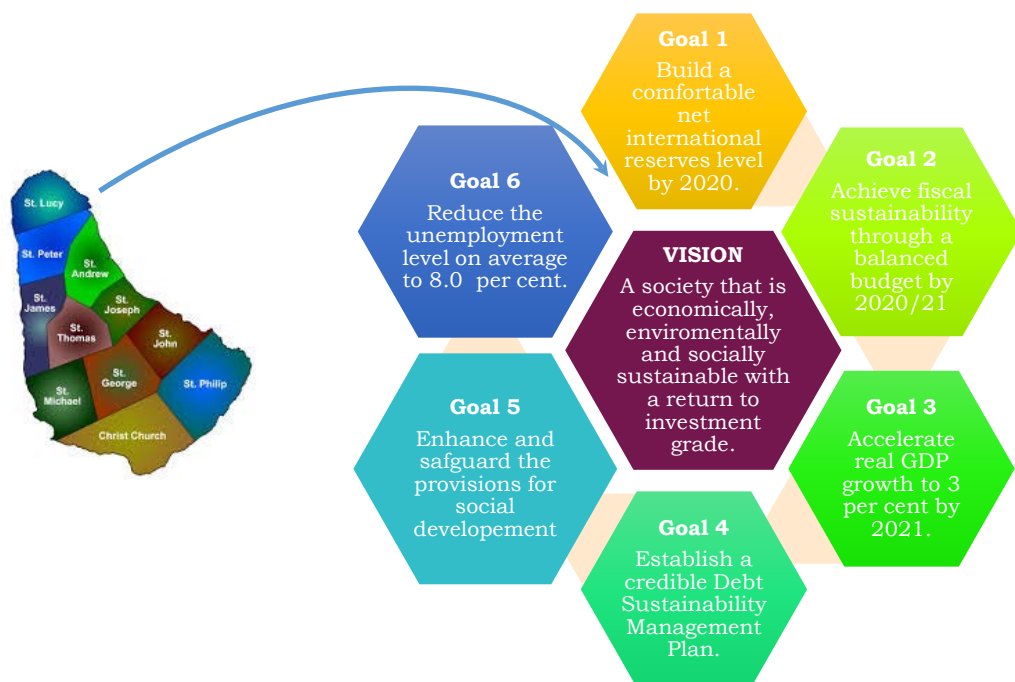 St. Lucy
St. Peter
St.
Andrew
St.
James
St.
Joseph
St.
Thomas
St.
John
St.
George
St.
Michael
St. Philip
Christ Church
Goal 1
Build a
comfortable
net
international
reserves level
by 2020.
Goal 2
Achieve fiscal
sustainability
through a
balanced
budget by
2020/21
Goal 3
Accelerate
real GDP
growth to 3
per cent by
2021.
Goal 4
Establish a
credible Debt
Sustainability
Management
Plan.
Goal 5
Enhance and
safguard the
provisions for
social
developement
Goal 6
Reduce the
unemployment
level on average
to 8.0 per cent.
VISION
A society that is
economically,
enviromentally
and socially
sustainable with
a return to
investment
grade.